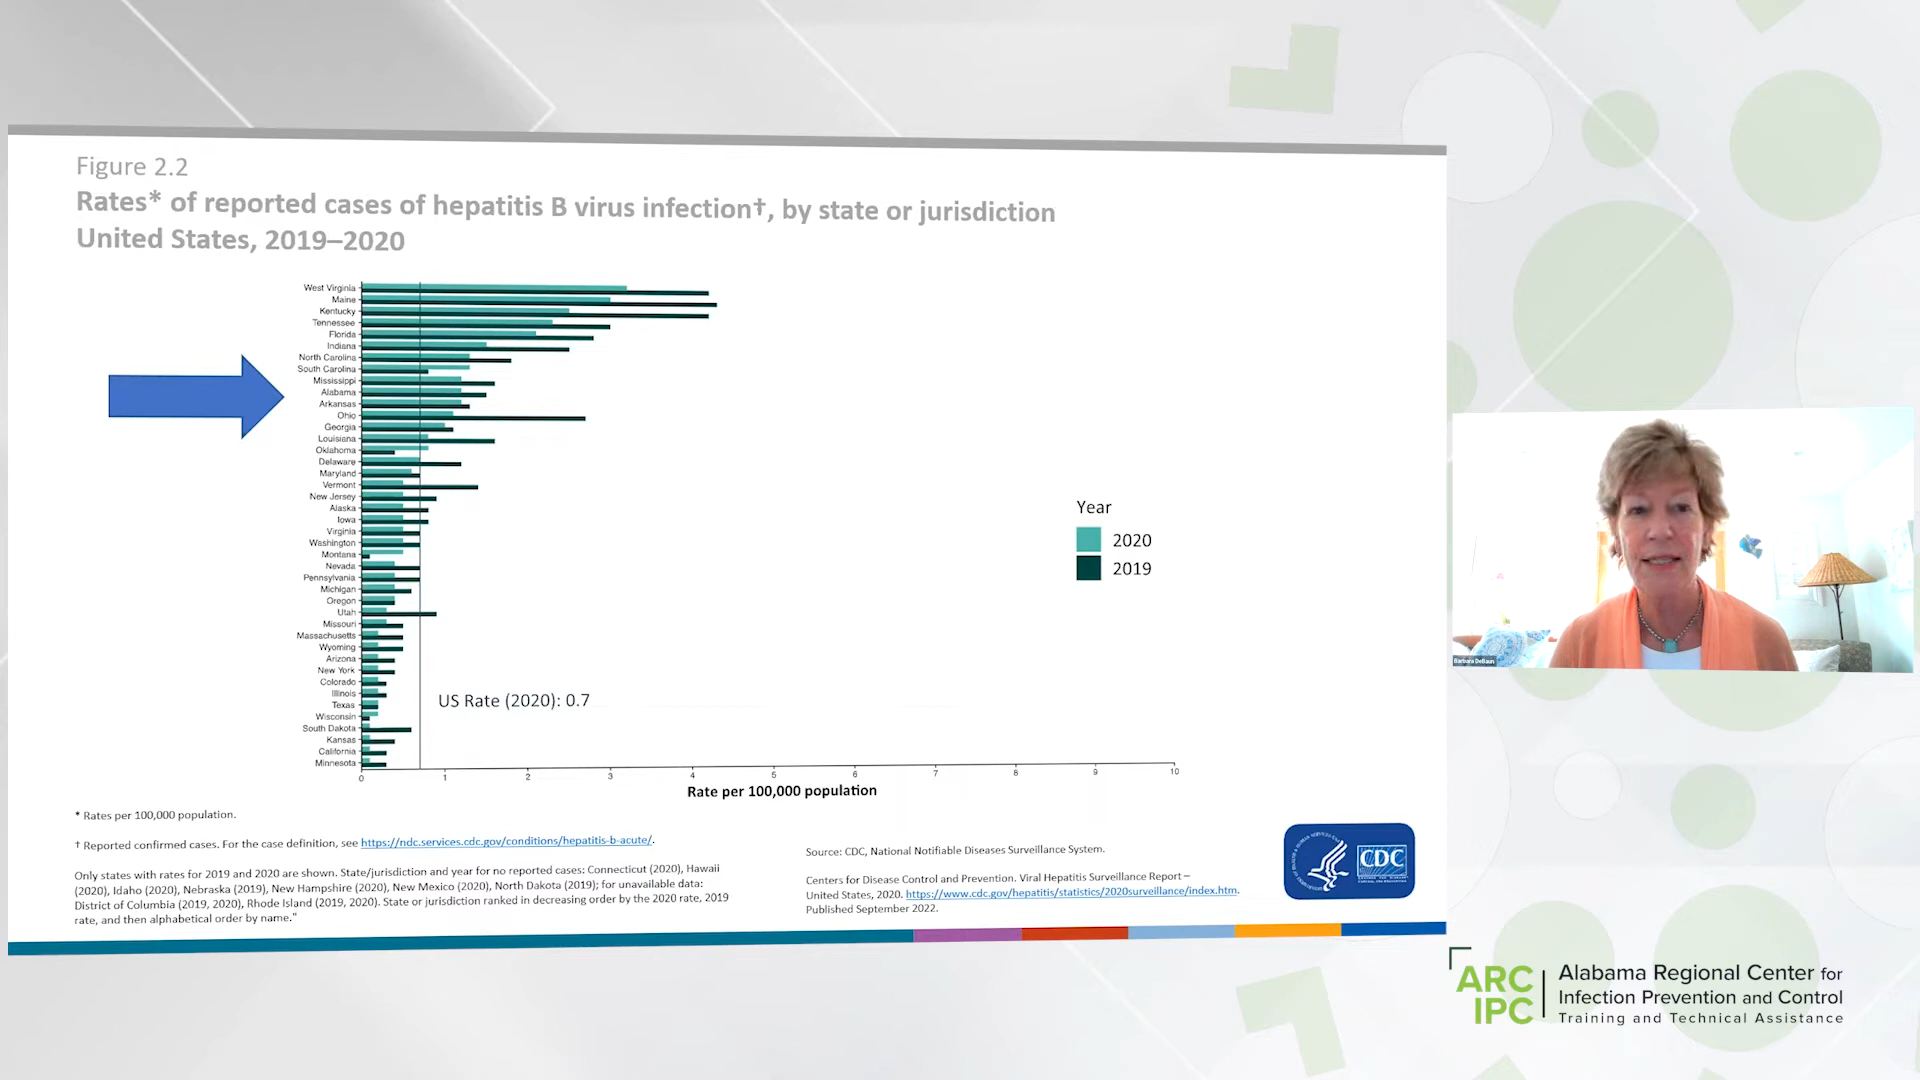 Figure 2.2
Rates* of reported cases of hepatitis B virus infection†, by state or jurisdiction
United States, 2019–2020
West Virginia
Maine
Kentucky
Tennessee
Florida
Indiana
North Carolina
South Carolina
Mississippi
Alabama
Arkansas
Ohio
Georgia
Louisiana
Oklahoma
Delaware
Maryland
Vermont
New Jersey
Alaska
Iowa
Virginia
Washington
Montana
Nevada
Pennsylvania
Michigan
Oregon
Utah
Missouri
Massachusetts
Wyoming
Arizona
New York
Colorado
Illinois
Texas
Wisconsin
South Dakota
Kansas
California
Minnesota
Year
2020
2019
US Rate (2020): 0.7
0 1 2 3 4 5 6 7 8 9 10
Rate per 100,000 population
* Rates per 100,000 population.
† Reported confirmed cases. For the case definition, see https://ndc.services.cdc.gov/conditions/hepatitis-b-acute/.
Only states with rates for 2019 and 2020 are shown. State/jurisdiction and year for no reported cases: Connecticut (2020), Hawaii
(2020), Idaho (2020), Nebraska (2019), New Hampshire (2020), New Mexico (2020), North Dakota (2019); for unavailable data:
District of Columbia (2019, 2020), Rhode Island (2019, 2020). State or jurisdiction ranked in decreasing order by the 2020 rate, 2019
rate, and then alphabetical order by name."
Source: CDC, National Notifiable Diseases Surveillance System.
Centers for Disease Control and Prevention. Viral Hepatitis Surveillance Report –
United States, 2020. https://www.cdc.gov/hepatitis/statistics/2020surveillance/index.htm.
Published September 2022.
CDC
Barbara DeBaun
ARC
IPC
Alabama Regional Center for
Infection Prevention and Control
Training and Technical Assistance